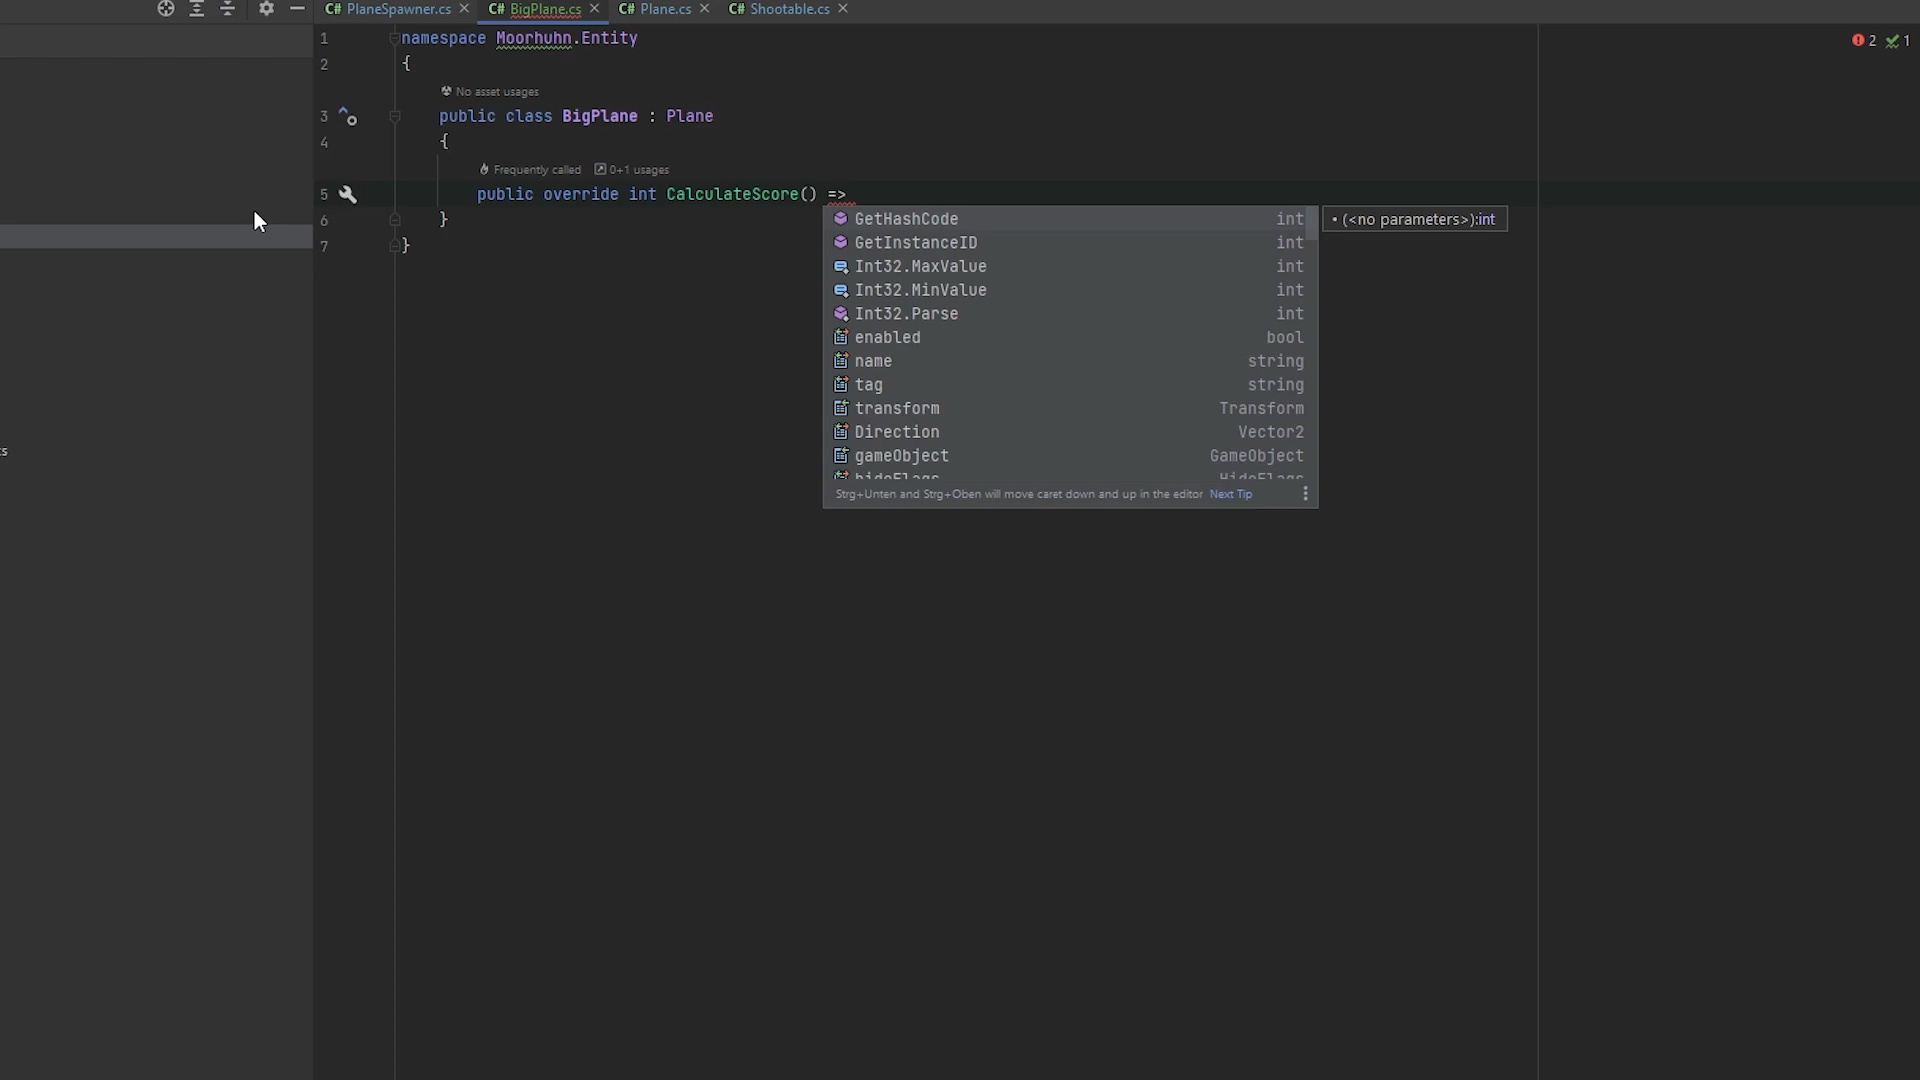 C# PlaneSpawner.cs C# BigPlane.cs C# Plane.cs C# Shootable.cs
1 namespace Moorhuhn.Entity
2 {
No asset usages
3 public class BigPlane : Plane
4 {
Frequently called 0+1 usages
5 public override int CalculateScore() =>
6 }
7 }
2 1
GetHashCode int
• (<no parameters>):int
GetInstanceID int
Int32.MaxValue int
Int32.MinValue int
Int32.Parse int
enabled bool
name string
tag string
transform Transform
Direction Vector2
gameObject GameObject
hideFlags HideFlags
Strg+Unten and Strg+Oben will move caret down and up in the editor Next Tip